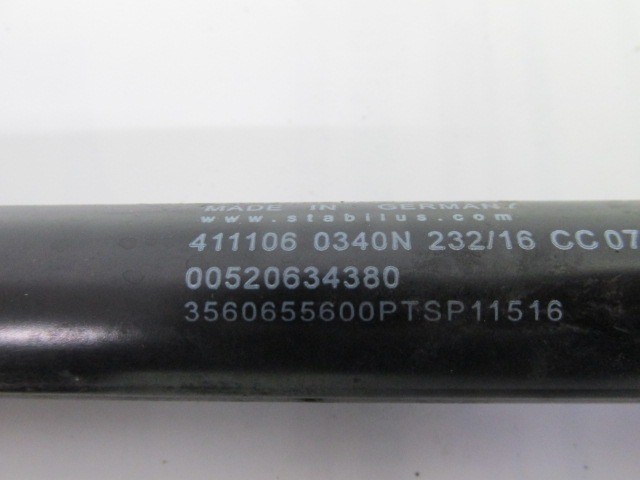 MADE IN GERMANY
www.stabilus.com
411106 0340N 232/16 CC07
00520634380
3560655600PTSP11516